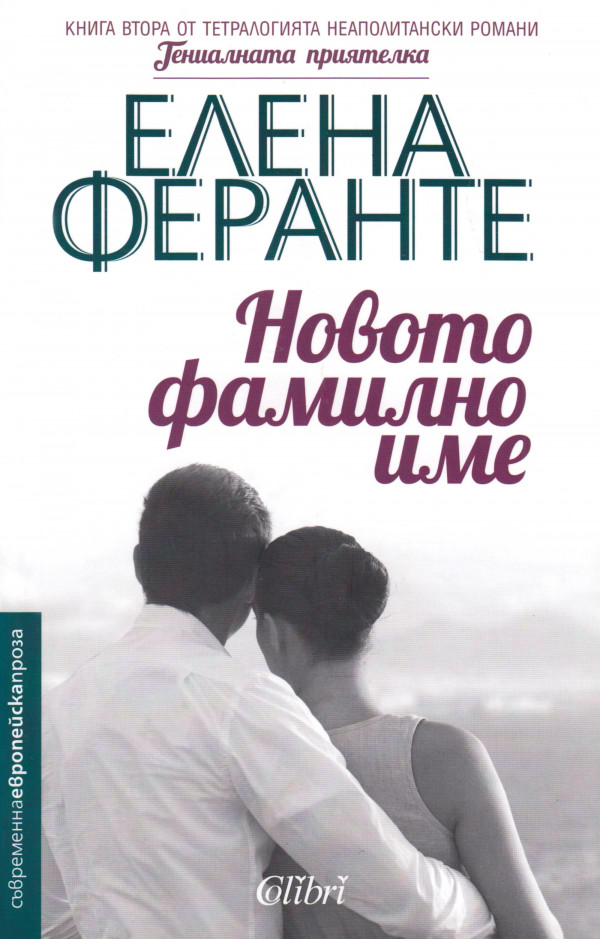 КНИГА ВТОРА ОТ ТЕТРАЛОГИЯТА НЕАПОЛИТАНСКИ РОМАНИ
Гениалната приятелка
ЕЛЕНА
ФЕРАНТЕ
Новото
фамилно
име
съвременнаевропейскапроза
Colibri